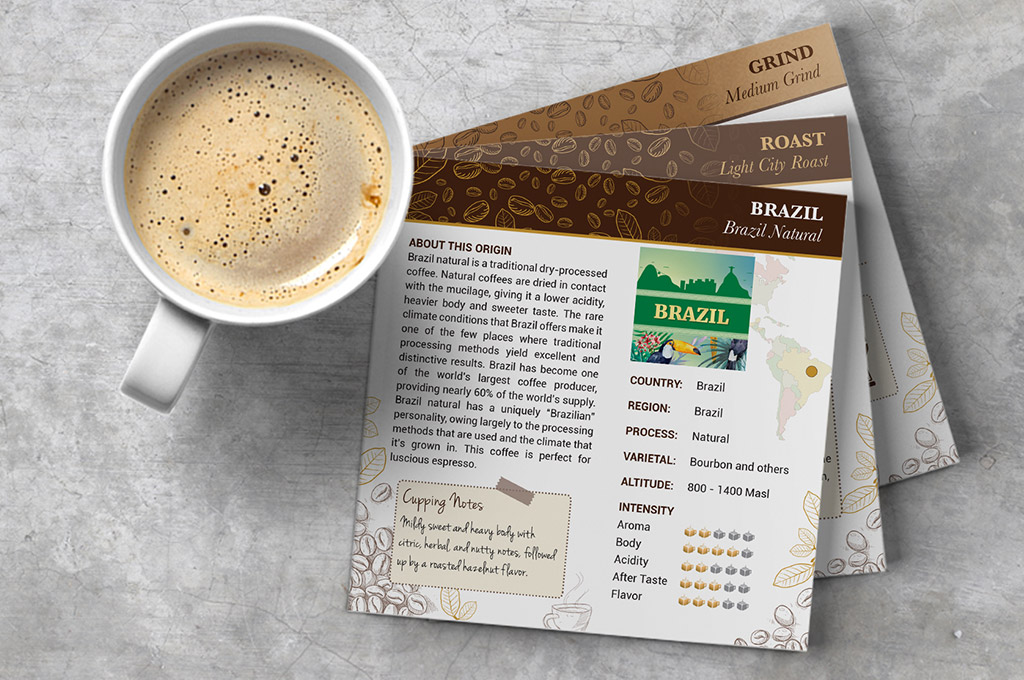 GRIND
Medium Grind
ROAST
Light City Roast
BRAZIL
Brazil Natural
ABOUT THIS ORIGIN
Brazil natural is a traditional dry-processed
coffee. Natural coffees are dried in contact
with the mucilage, giving it a lower acidity,
heavier body and sweeter taste. The rare
climate conditions that Brazil offers make it
one of the few places where traditional
processing methods yield excellent and
distinctive results. Brazil has become one
of the world's largest coffee producer,
providing nearly 60% of the world's supply.
Brazil natural has a uniquely "Brazilian"
personality, owing largely to the processing
methods that are used and the climate that
it's grown in. This coffee is perfect for
luscious espresso.
Cupping Notes
Mildly sweet and heavy body with
citric, herbal, and nutty notes, followed
up by a roasted hazelnut flavor.
BRAZIL
COUNTRY: Brazil
REGION: Brazil
PROCESS: Natural
VARIETAL: Bourbon and others
ALTITUDE: 800 - 1400 Masl
INTENSITY
Aroma
Body
Acidity
After Taste
Flavor